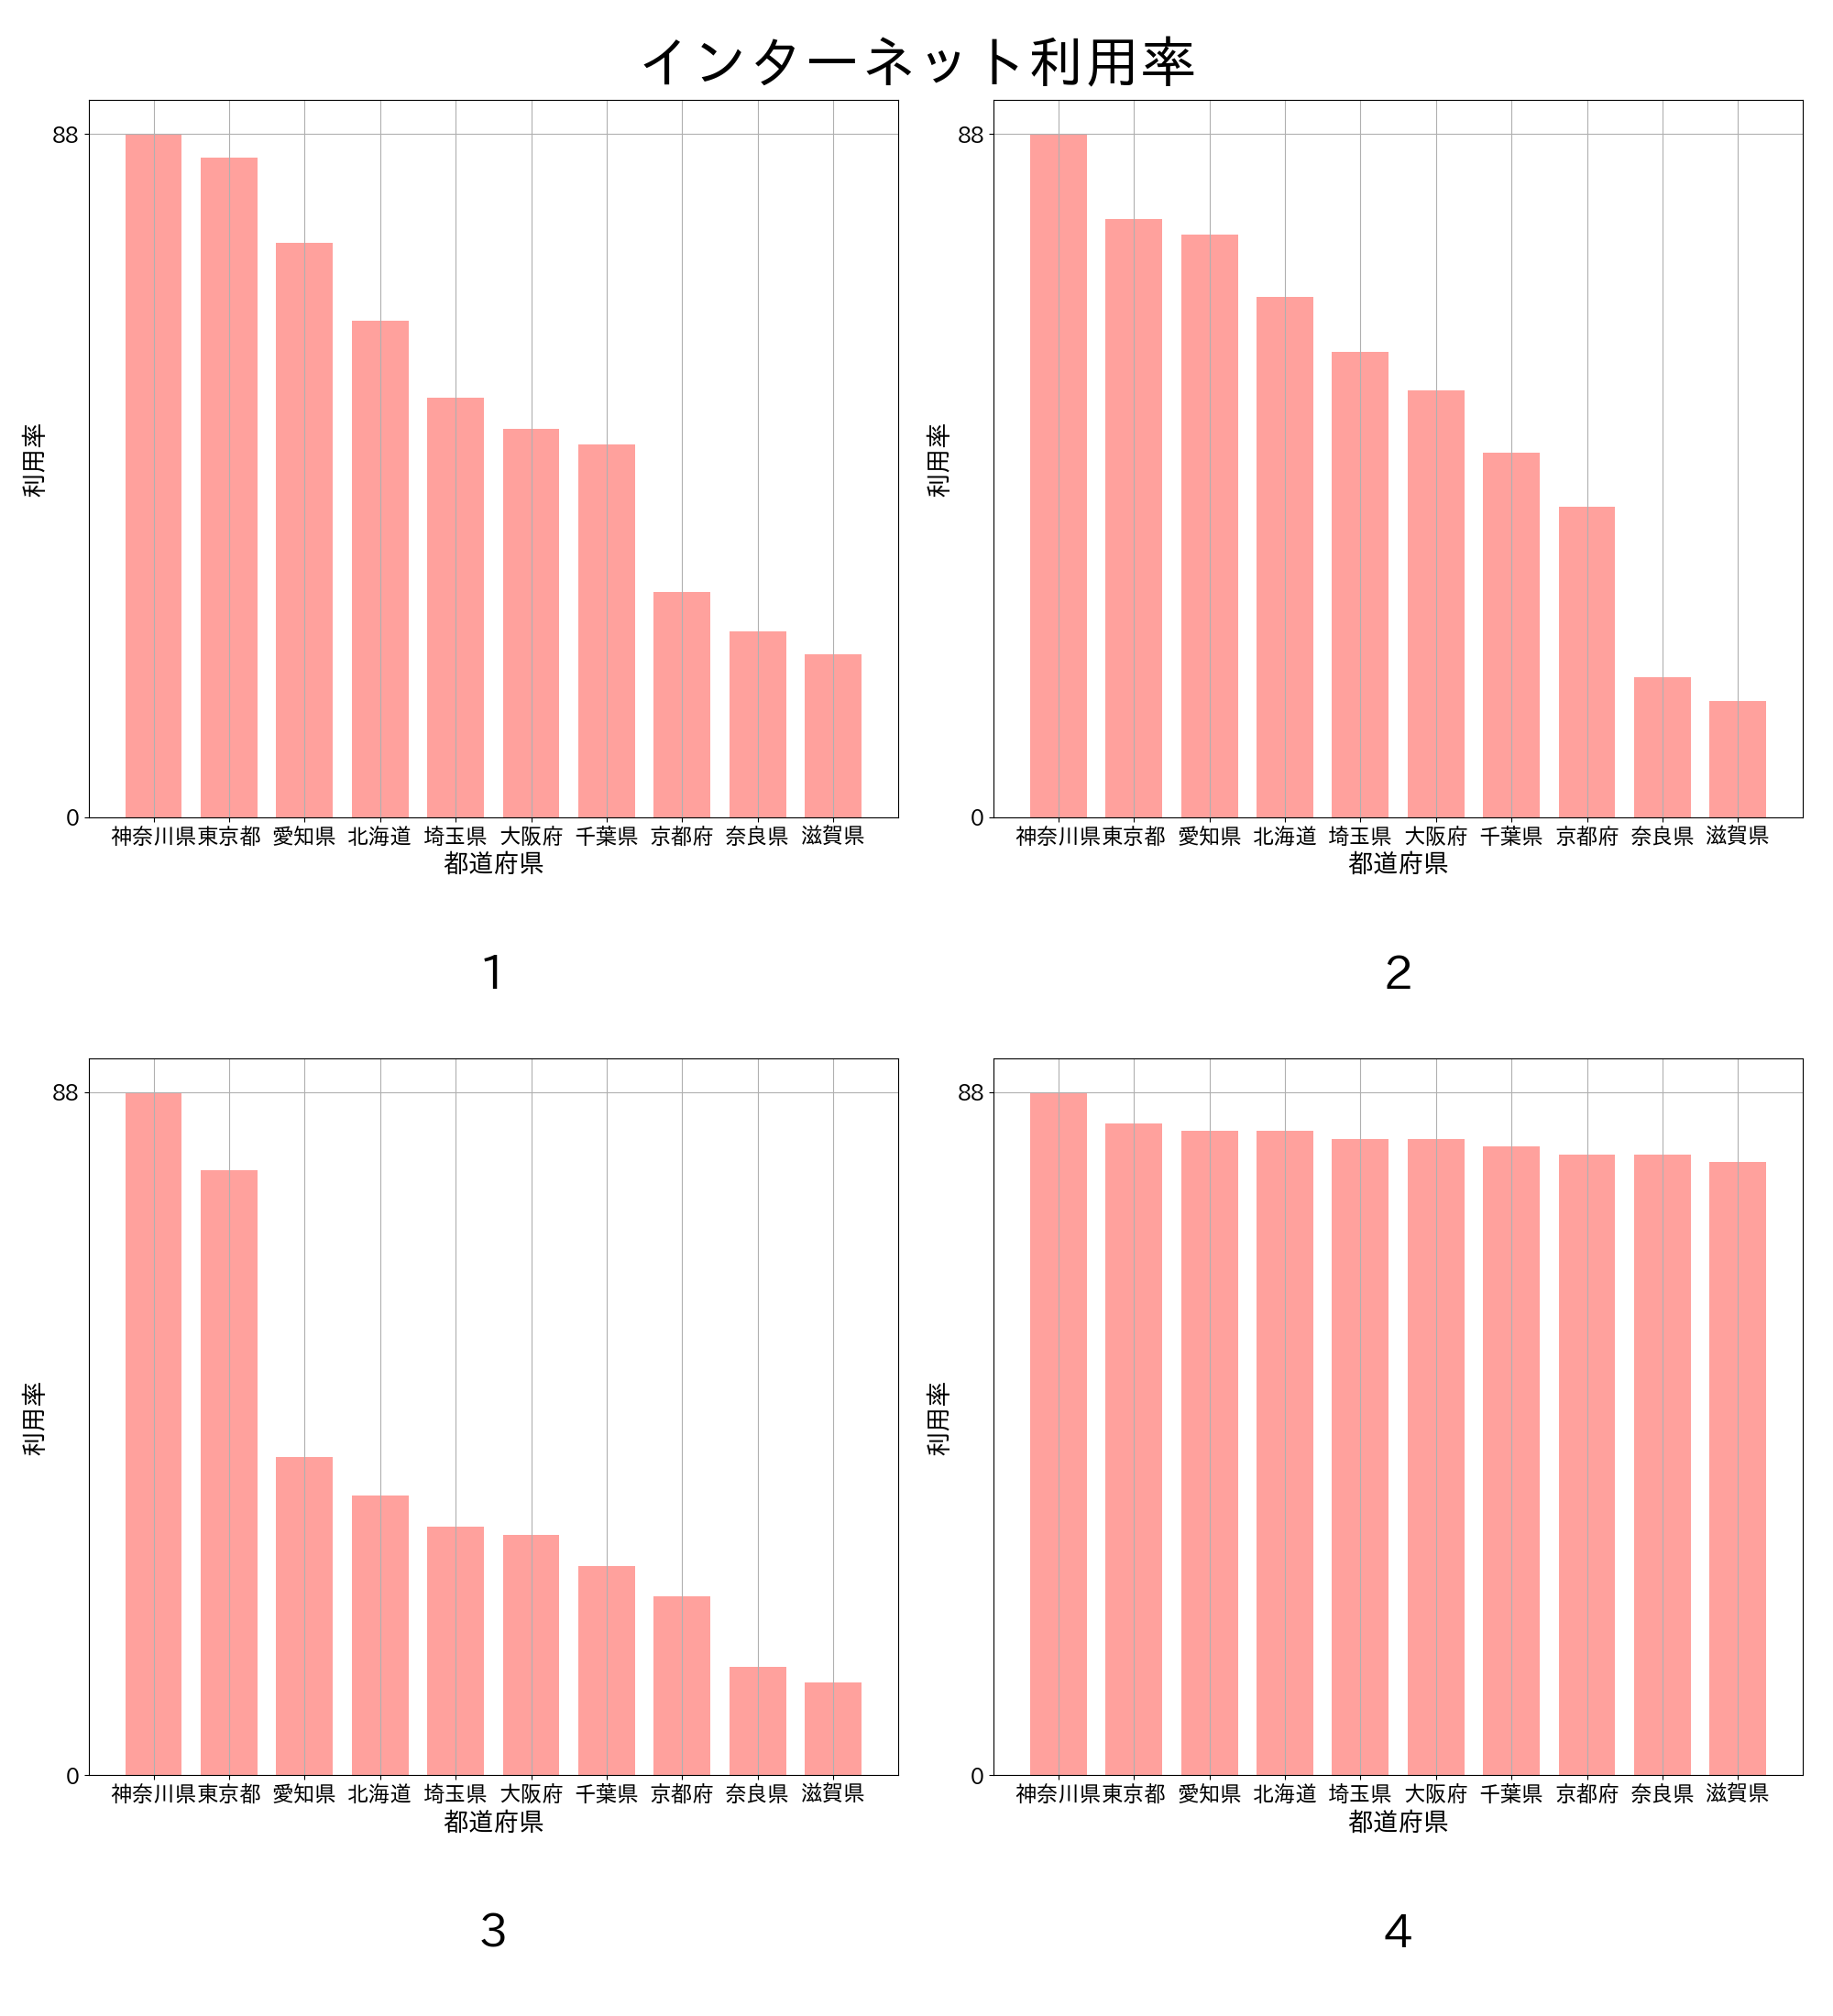 インターネット利用率
88
0
利用率
神奈川県 東京都 愛知県 北海道 埼玉県 大阪府 千葉県 京都府 奈良県 滋賀県
都道府県
1
88
0
利用率
神奈川県 東京都 愛知県 北海道 埼玉県 大阪府 千葉県 京都府 奈良県 滋賀県
都道府県
2
88
0
利用率
神奈川県 東京都 愛知県 北海道 埼玉県 大阪府 千葉県 京都府 奈良県 滋賀県
都道府県
3
88
0
利用率
神奈川県 東京都 愛知県 北海道 埼玉県 大阪府 千葉県 京都府 奈良県 滋賀県
都道府県
4